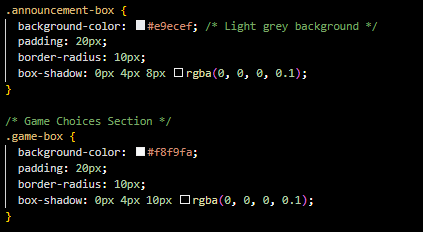 .announcement-box {
background-color: #e9ecef; /* Light grey background */
padding: 20px;
border-radius: 10px;
box-shadow: 0px 4px 8px rgba(0, 0, 0, 0.1);
}
/* Game Choices Section */
.game-box {
background-color: #f8f9fa;
padding: 20px;
border-radius: 10px;
box-shadow: 0px 4px 10px rgba(0, 0, 0, 0.1);
}